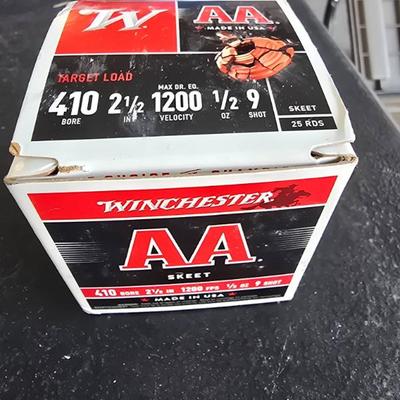 W
AA
MADE IN USA
TARGET LOAD
410 2 1/2 1200 1/2 9
BORE IN MAX DR. EQ. VELOCITY OZ SHOT
SKEET
25 RDS
WINCHESTER
AA
SKEET
410 BORE 2 1/2 IN 1200 FPS 1/2 OZ 9 SHOT
MADE IN USA